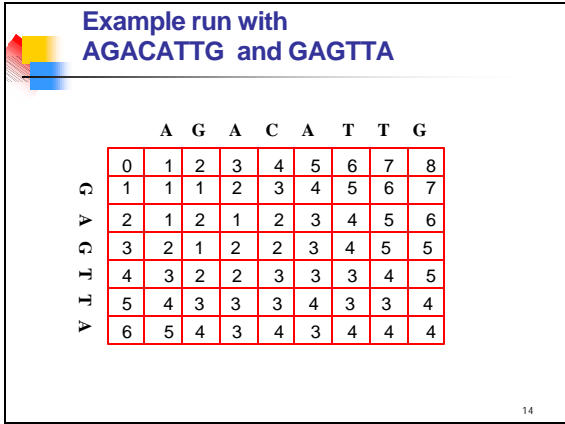 Example run with
AGACATTG and GAGTTA
A G A C A T T G
0 1 2 3 4 5 6 7 8
G 1 1 1 2 3 4 5 6 7
A 2 1 2 1 2 3 4 5 6
G 3 2 1 2 2 3 4 5 5
T 4 3 2 2 3 3 3 4 5
T 5 4 3 3 3 4 3 3 4
A 6 5 4 3 4 3 4 4 4
14